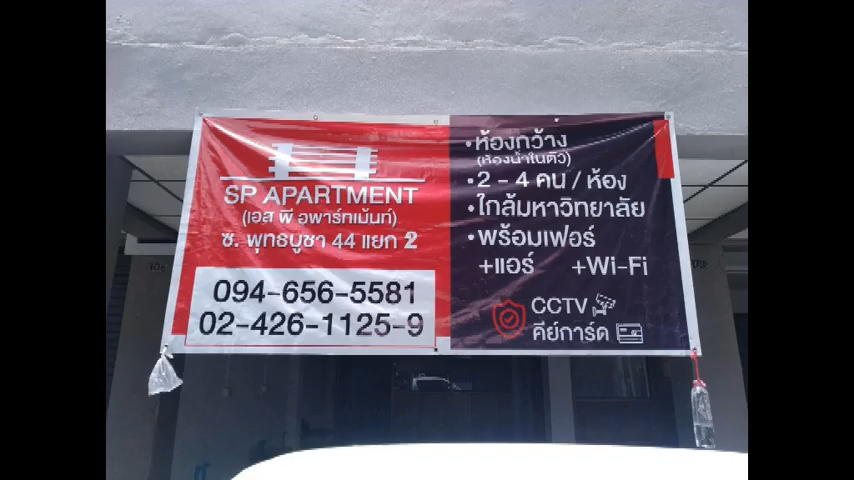 SP APARTMENT
(เอส พี อพาร์ทเม้นท์)
ซ. พุทธบูชา 44 แยก 2
094-656-5581
02-426-1125-9
•ห้องกว้าง
(ห้องน้ำในตัว)
•2 - 4 คน / ห้อง
•ใกล้มหาวิทยาลัย
•พร้อมเฟอร์
+แอร์ +Wi-Fi
CCTV
คีย์การ์ด